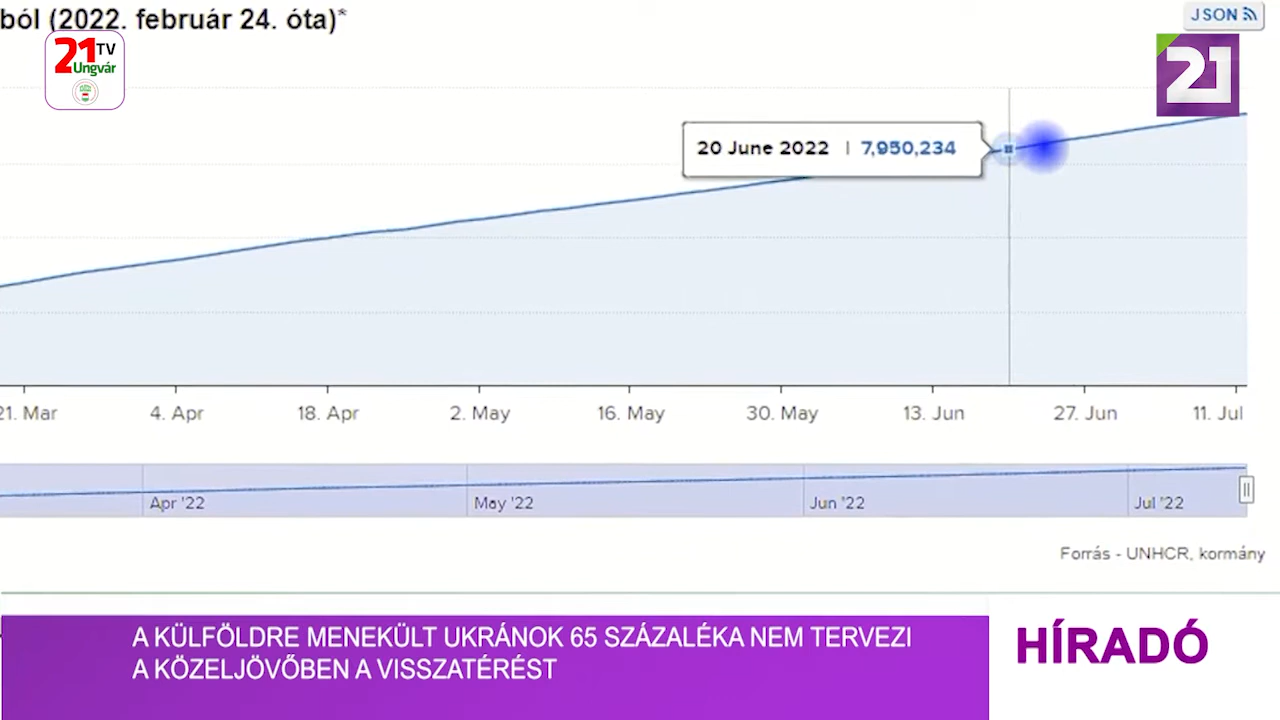 ból (2022. február 24. óta)*
JSON
21 TV
Ungvár
21
20 June 2022 | 7,950,234
21. Mar 4. Apr 18. Apr 2. May 16. May 30. May 13. Jun 27. Jun 11. Jul
Apr '22 May '22 Jun '22 Jul '22
Forrás - UNHCR, kormány
A KÜLFÖLDRE MENEKÜLT UKRÁNOK 65 SZÁZALÉKA NEM TERVEZI
A KÖZELJÖVŐBEN A VISSZATÉRÉST
HÍRADÓ